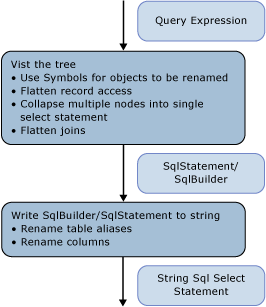 Query Expression
Vist the tree
• Use Symbols for objects to be renamed
• Flatten record access
• Collapse multiple nodes into single
select statement
• Flatten joins
SqlStatement/
SqlBuilder
Write SqlBuilder/SqlStatement to string
• Rename table aliases
• Rename columns
String Sql Select
Statement